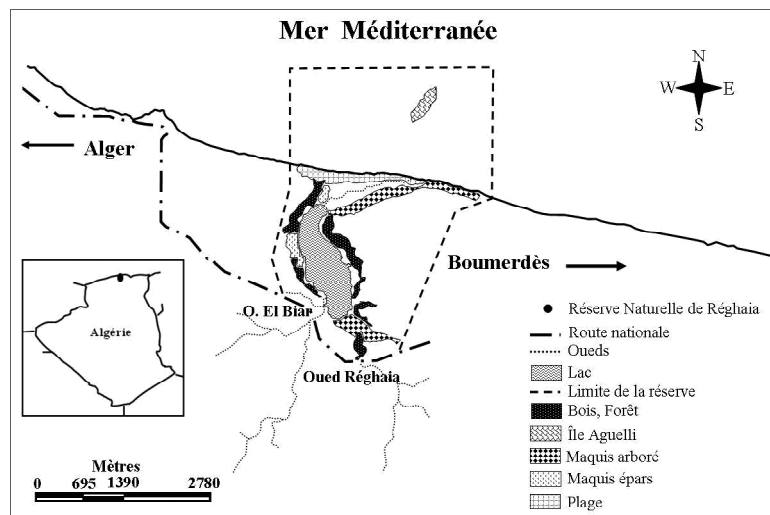 Mer Méditerranée
N
W
E
S
Alger
Boumerdès
O. El Biar
Oued Réghaia
Algérie
Mètres
0 695 1390 2780
Réserve Naturelle de Réghaia
Route nationale
Oueds
Lac
Limite de la réserve
Bois, Forêt
Île Aguelli
Maquis arboré
Maquis épars
Plage